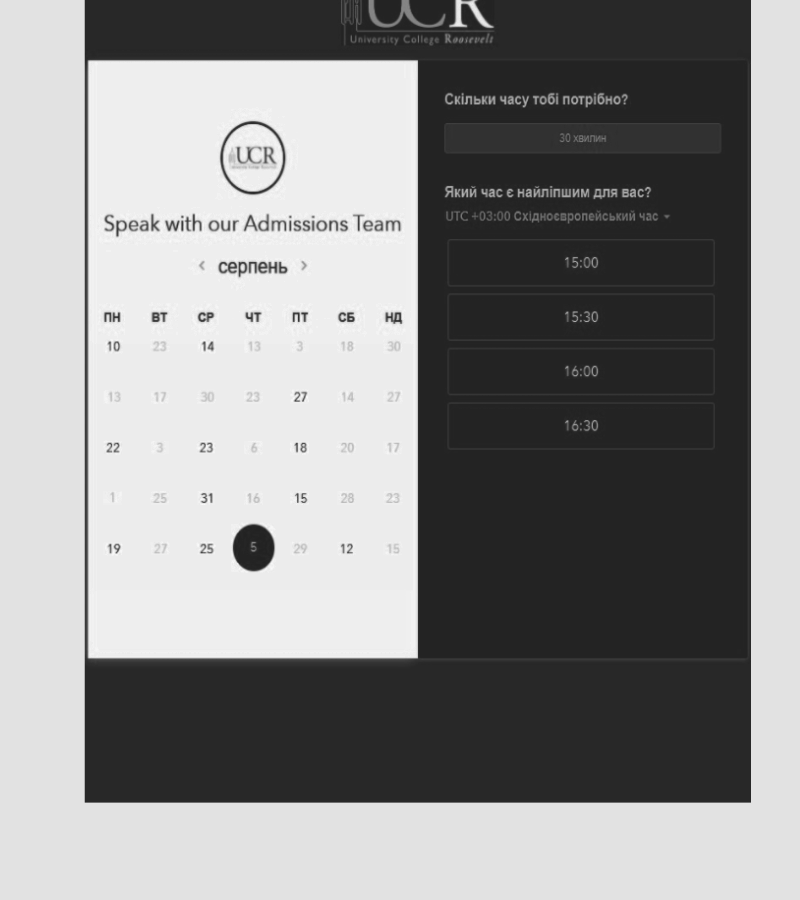 UCR
University College Roosevelt
UCR
Speak with our Admissions Team
‹ серпень ›
ПН ВТ СР ЧТ ПТ СБ НД
10 23 14 13 3 18 30
13 17 30 23 27 14 27
22 3 23 6 18 20 17
1 25 31 16 15 28 23
19 27 25 5 29 12 15
Скільки часу тобі потрібно?
30 хвилин
Який час є найліпшим для вас?
UTC +03:00 Східноєвропейський час
15:00
15:30
16:00
16:30